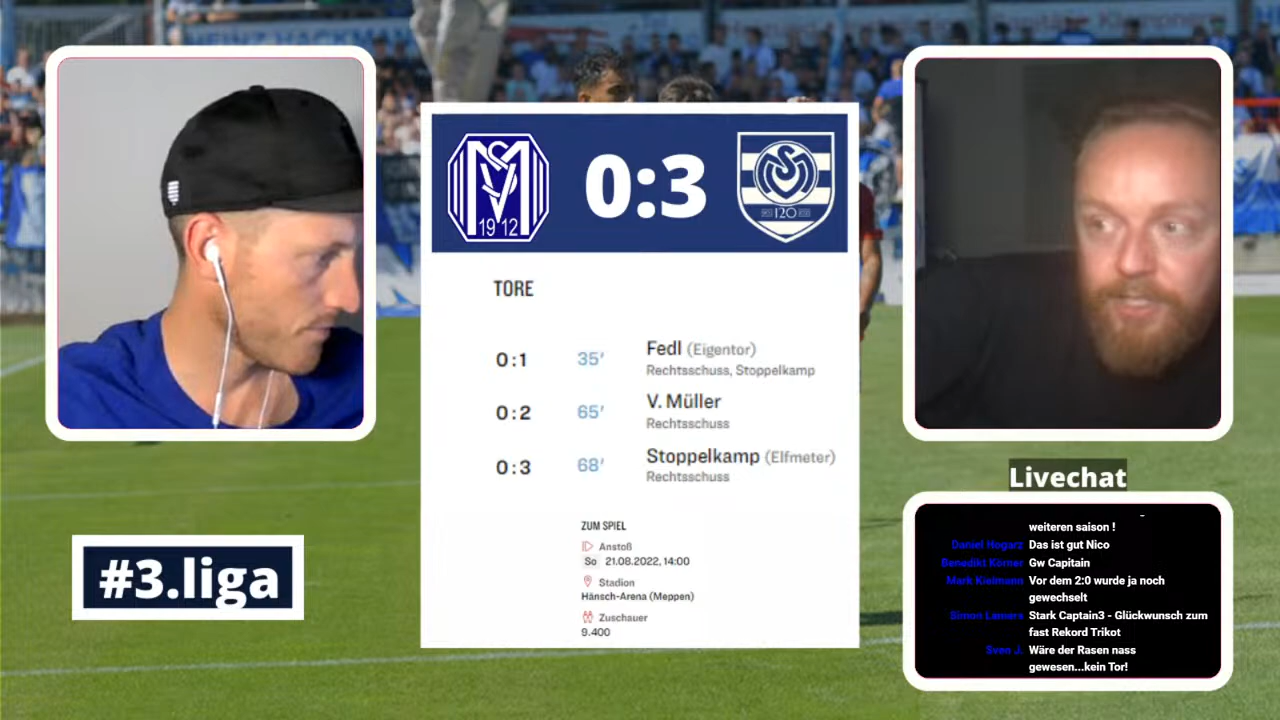 HEINZ HACKMAN
1912
0:3
120
TORE
0:1 35' Fedl (Eigentor)
Rechtsschuss, Stoppelkamp
0:2 65' V. Müller
Rechtsschuss
0:3 68' Stoppelkamp (Elfmeter)
Rechtsschuss
ZUM SPIEL
Anstoß
So 21.08.2022, 14:00
Stadion
Hänsch-Arena (Meppen)
Zuschauer
9.400
#3.liga
Livechat
weiteren saison !
Daniel Hogarz Das ist gut Nico
Benedikt Körner Gw Capitain
Mark Kielmann Vor dem 2:0 wurde ja noch
gewechselt
Simon Lamers Stark Captain3 - Glückwunsch zum
fast Rekord Trikot
Sven J. Wäre der Rasen nass
gewesen...kein Tor!